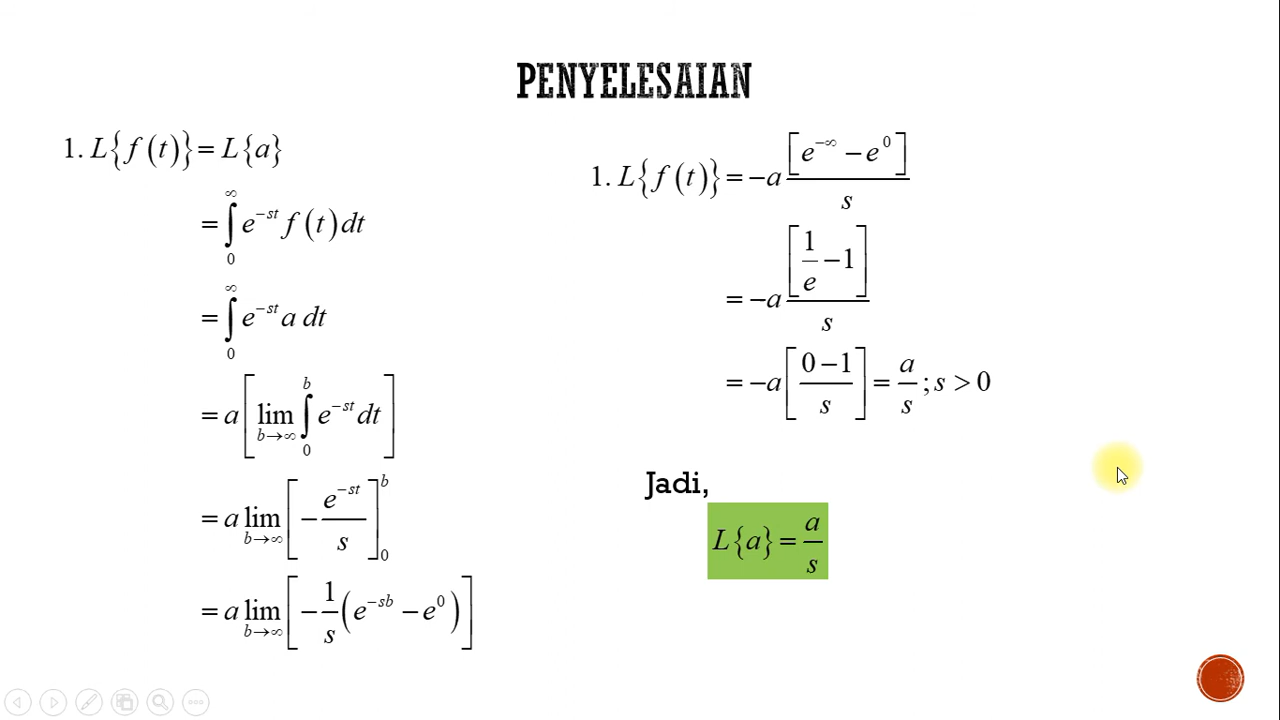 PENYELESAIAN
1. L{f(t)} = L{a}
= ∫₀^∞ e^{-st} f(t) dt
= ∫₀^∞ e^{-st} a dt
= a[lim_{b→∞} ∫₀^b e^{-st} dt]
= a lim_{b→∞} [-e^{-st}/s]₀^b
= a lim_{b→∞} [-1/s (e^{-sb} - e^0)]
1. L{f(t)} = -a [e^{-∞} - e^0]/s
= -a [1/e - 1]/s
= -a [(0-1)/s] = a/s ; s > 0
Jadi,
L{a} = a/s